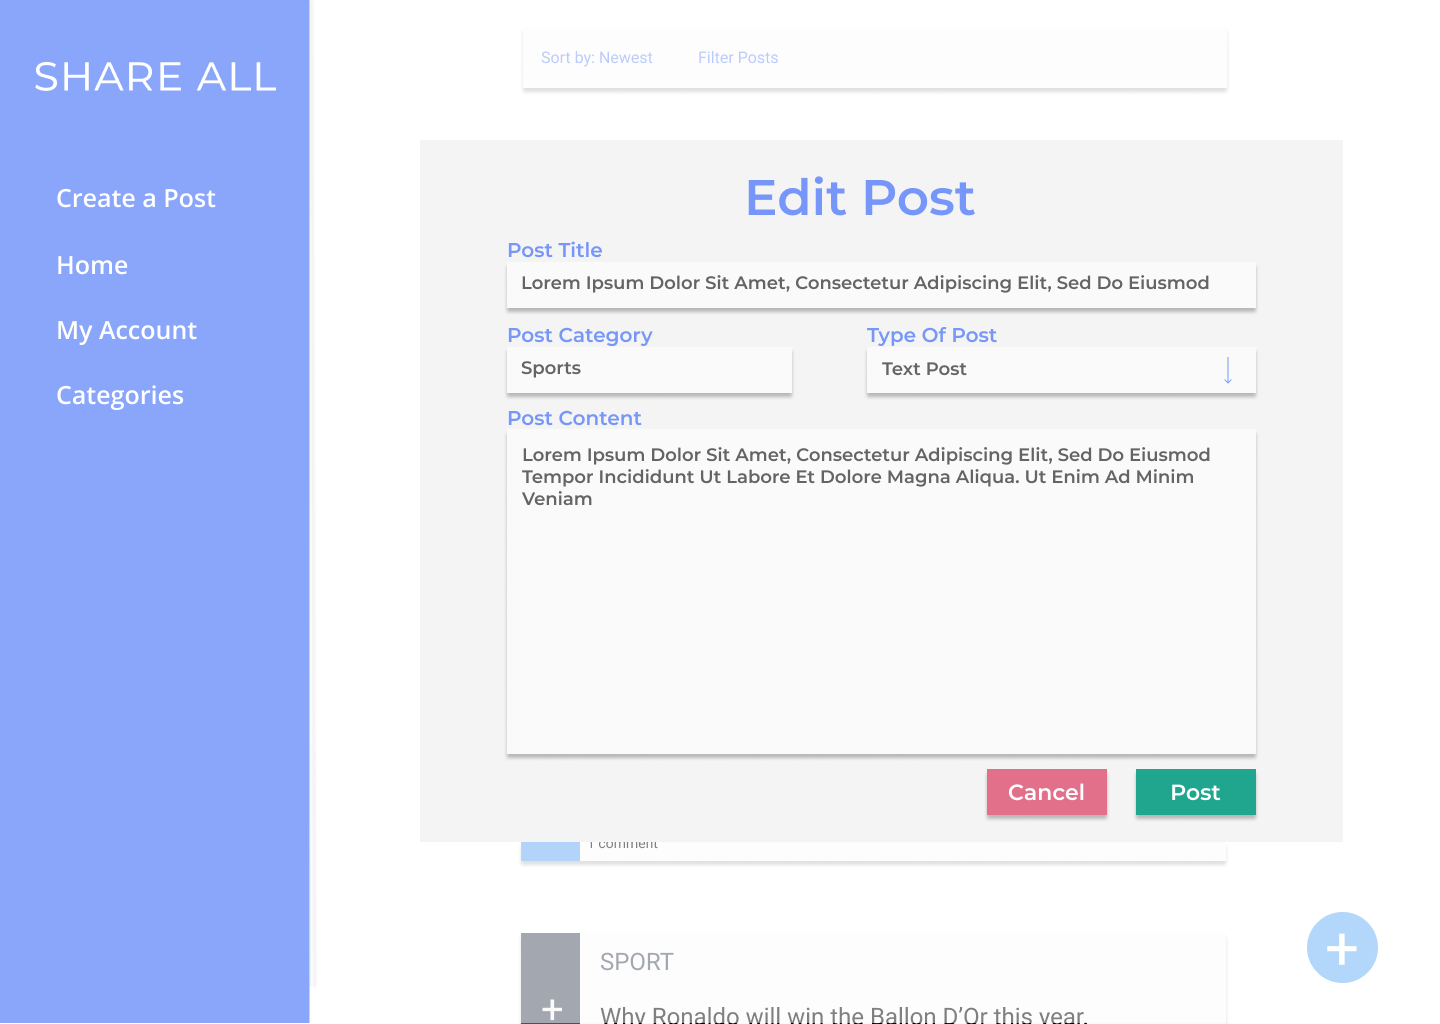 SHARE ALL
Create a Post
Home
My Account
Categories
Sort by: Newest
Filter Posts
Edit Post
Post Title
Lorem Ipsum Dolor Sit Amet, Consectetur Adipiscing Elit, Sed Do Eiusmod
Post Category
Type Of Post
Sports
Text Post
Post Content
Lorem Ipsum Dolor Sit Amet, Consectetur Adipiscing Elit, Sed Do Eiusmod
Tempor Incididunt Ut Labore Et Dolore Magna Aliqua. Ut Enim Ad Minim
Veniam
Cancel
Post
1 comment
SPORT
Why Ronaldo will win the Ballon D’Or this year.